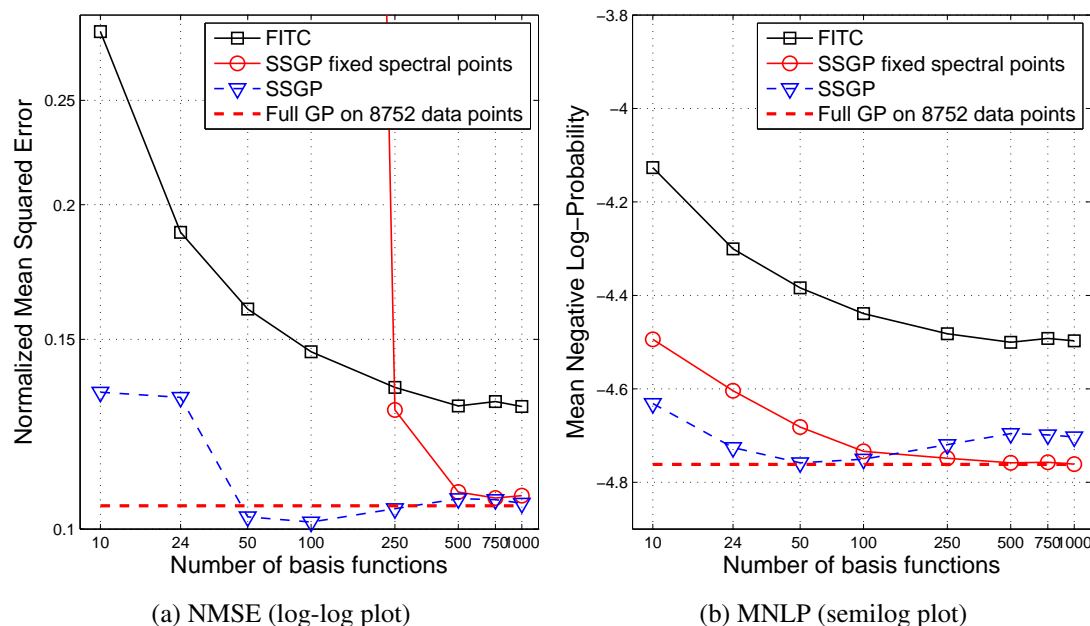 FITC
SSGP fixed spectral points
SSGP
Full GP on 8752 data points
Normalized Mean Squared Error
0.25
0.2
0.15
0.1
10 24 50 100 250 500 750 1000
Number of basis functions
(a) NMSE (log-log plot)
FITC
SSGP fixed spectral points
SSGP
Full GP on 8752 data points
Mean Negative Log−Probability
−3.8
−4
−4.2
−4.4
−4.6
−4.8
10 24 50 100 250 500 750 1000
Number of basis functions
(b) MNLP (semilog plot)